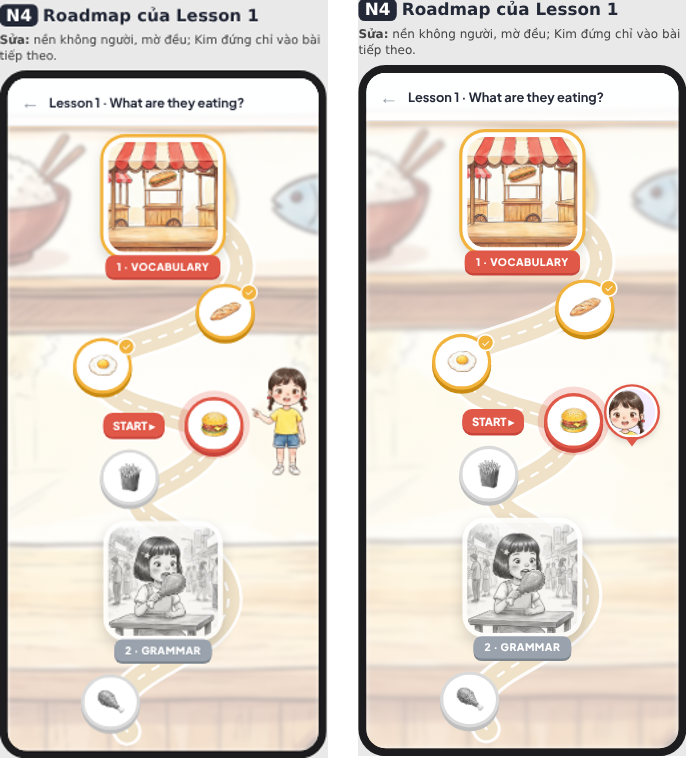 N4 Roadmap của Lesson 1
Sửa: nền không người, mờ đều; Kim đứng chỉ vào bài
tiếp theo.
← Lesson 1 · What are they eating?
1 · VOCABULARY
START ▸
2 · GRAMMAR
N4 Roadmap của Lesson 1
Sửa: nền không người, mờ đều; Kim đứng chỉ vào bài
tiếp theo.
← Lesson 1 · What are they eating?
1 · VOCABULARY
START ▸
2 · GRAMMAR